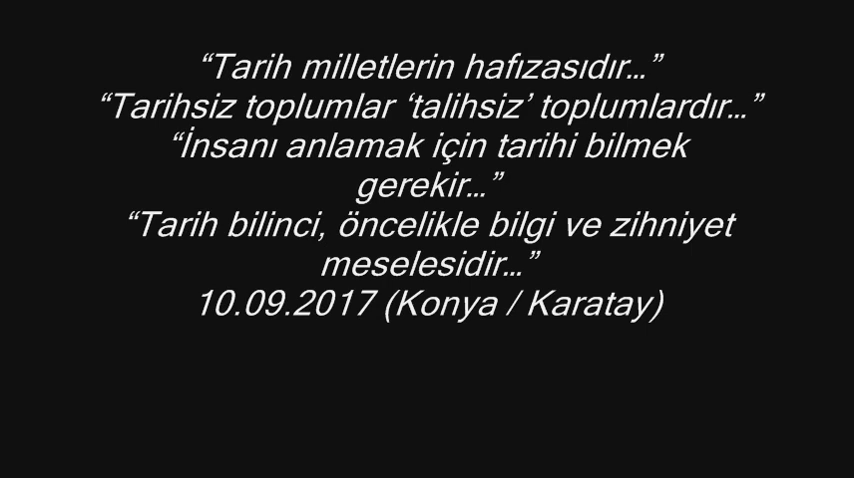 “Tarih milletlerin hafızasıdır...”
“Tarihsiz toplumlar ‘talihsiz’ toplumlardır...”
“İnsanı anlamak için tarihi bilmek
gerekir...”
“Tarih bilinci, öncelikle bilgi ve zihniyet
meselesidir...”
10.09.2017 (Konya / Karatay)